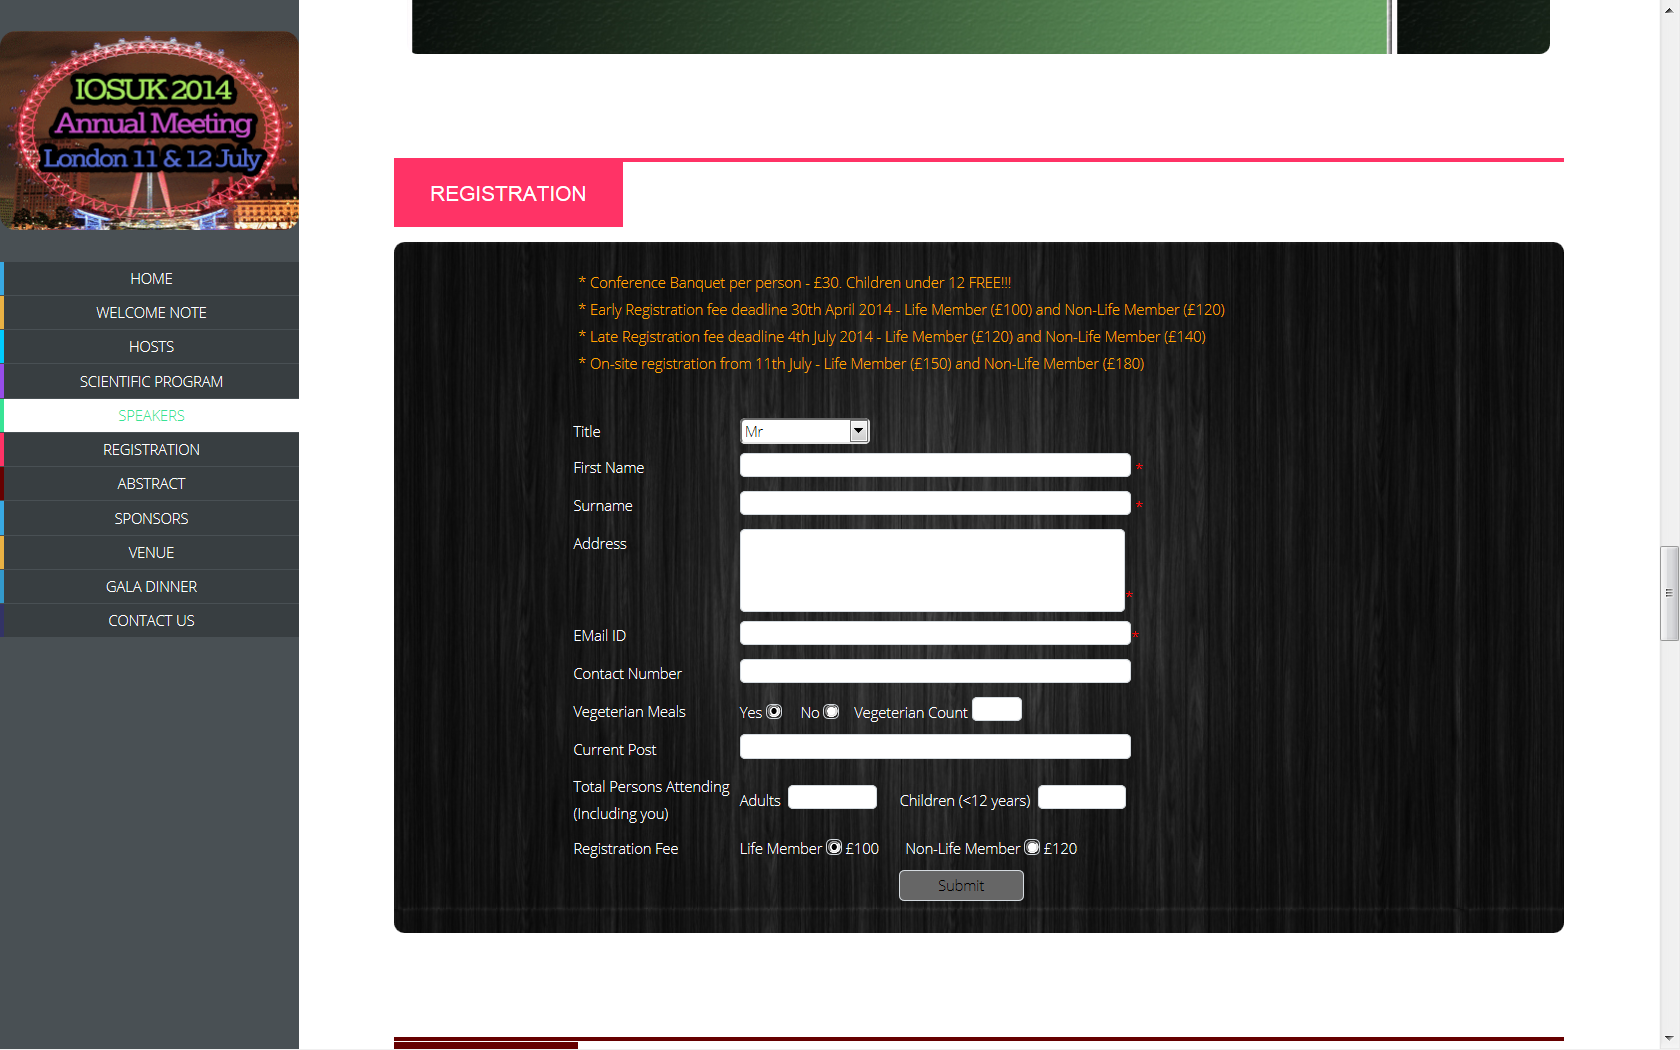 IOSUK 2014
Annual Meeting
London 11 & 12 July
HOME
WELCOME NOTE
HOSTS
SCIENTIFIC PROGRAM
SPEAKERS
REGISTRATION
ABSTRACT
SPONSORS
VENUE
GALA DINNER
CONTACT US
REGISTRATION
* Conference Banquet per person - £30. Children under 12 FREE!!!
* Early Registration fee deadline 30th April 2014 - Life Member (£100) and Non-Life Member (£120)
* Late Registration fee deadline 4th July 2014 - Life Member (£120) and Non-Life Member (£140)
* On-site registration from 11th July - Life Member (£150) and Non-Life Member (£180)
Title Mr
First Name *
Surname *
Address *
EMail ID *
Contact Number
Vegeterian Meals Yes No Vegeterian Count
Current Post
Total Persons Attending
(Including you) Adults Children (<12 years)
Registration Fee Life Member £100 Non-Life Member £120
Submit